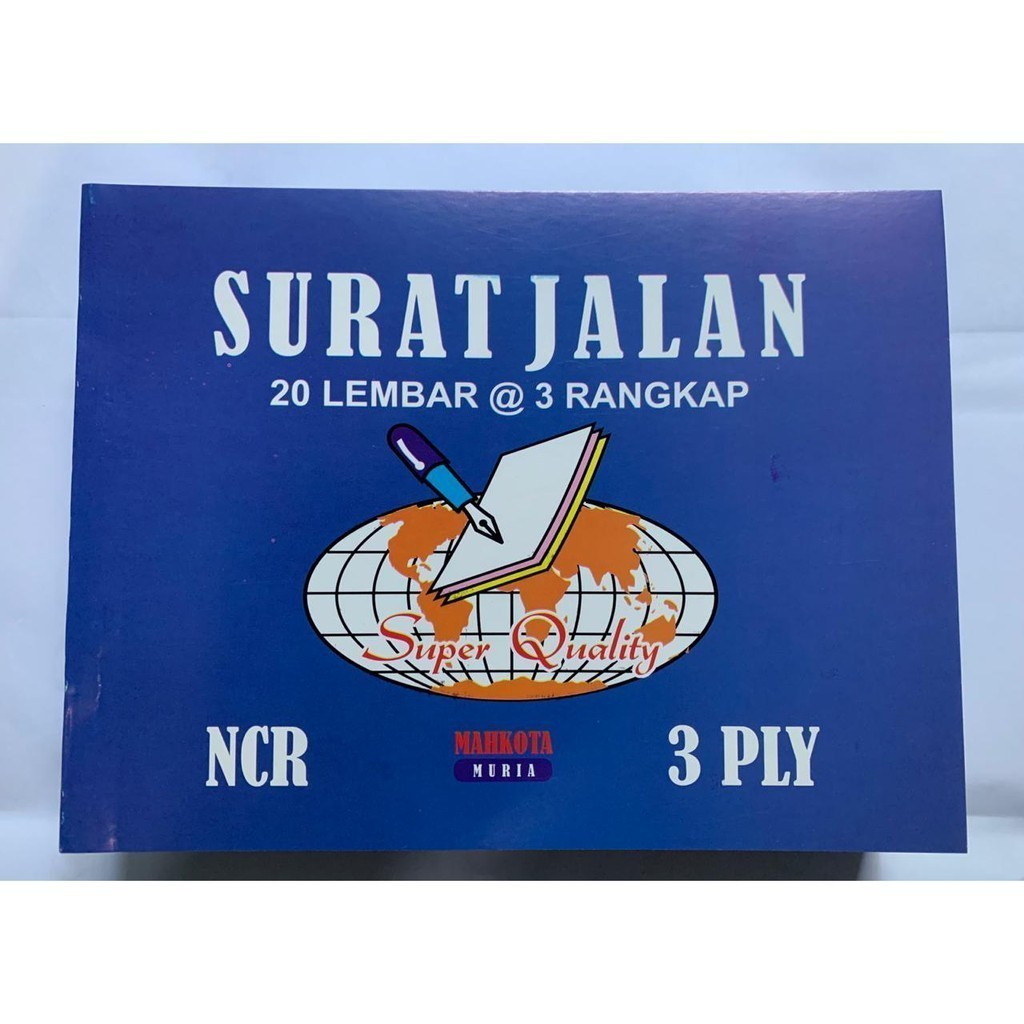 SURAT JALAN
20 LEMBAR @ 3 RANGKAP
Super Quality
NCR
MAHKOTA
MURIA
3 PLY